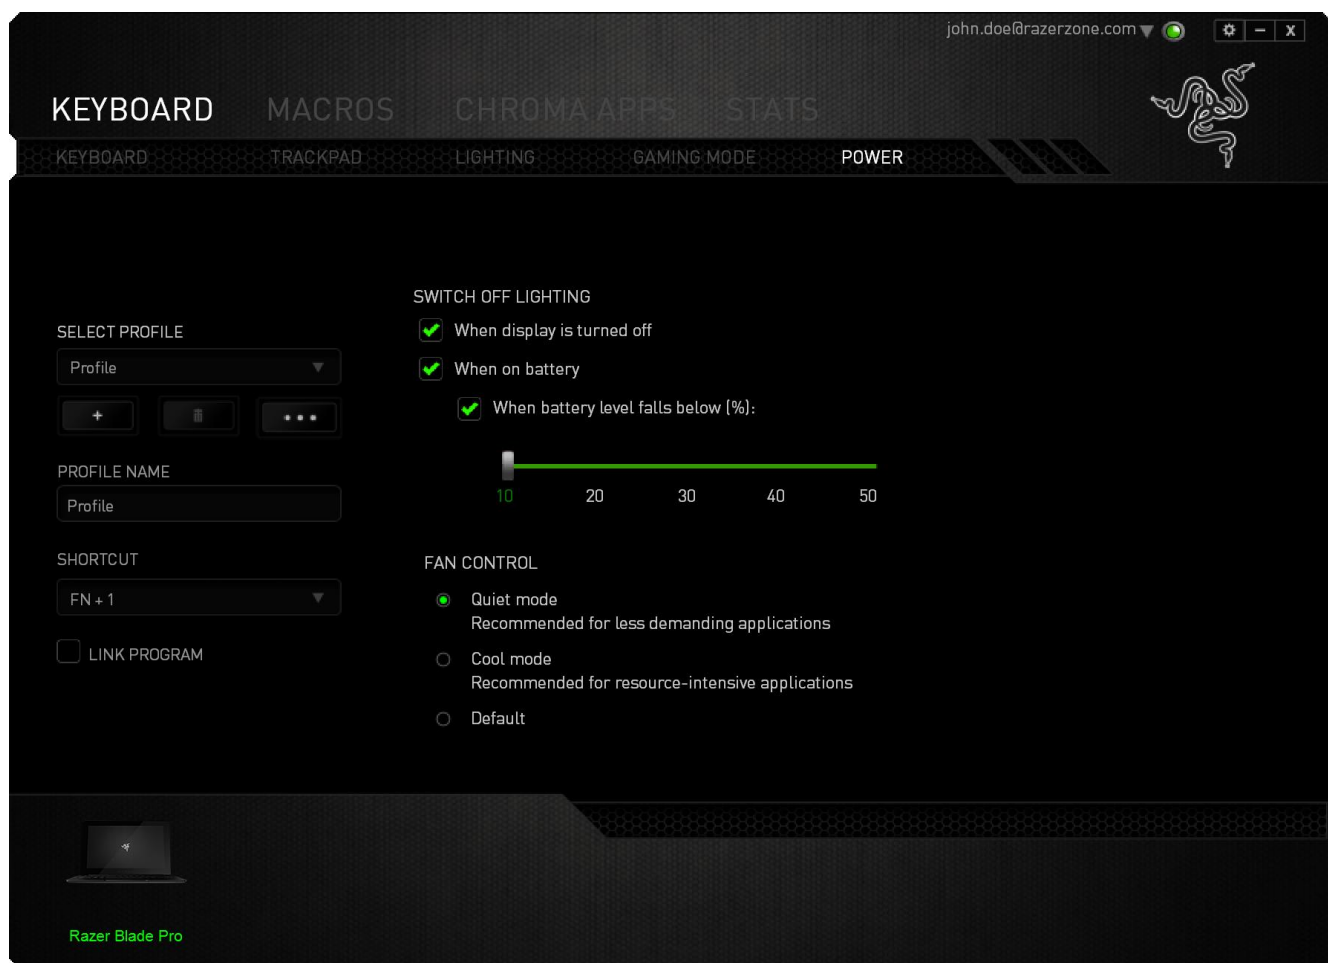 john.doe@razerzone.com
KEYBOARD MACROS CHROMA APPS STATS
KEYBOARD TRACKPAD LIGHTING GAMING MODE POWER
SELECT PROFILE
Profile
PROFILE NAME
Profile
SHORTCUT
FN + 1
LINK PROGRAM
SWITCH OFF LIGHTING
When display is turned off
When on battery
When battery level falls below (%):
10 20 30 40 50
FAN CONTROL
Quiet mode
Recommended for less demanding applications
Cool mode
Recommended for resource-intensive applications
Default
Razer Blade Pro